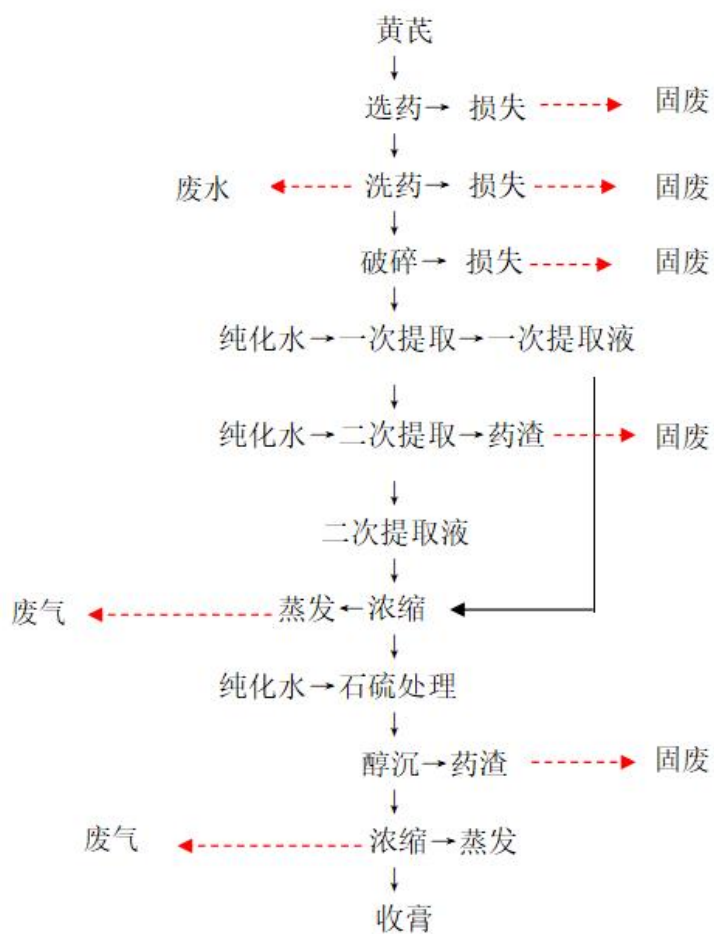 黄芪
↓
选药→ 损失 固废
↓
废水 洗药→ 损失 固废
↓
破碎→ 损失 固废
↓
纯化水→一次提取→一次提取液
↓
纯化水→二次提取→药渣 固废
↓
二次提取液
↓
废气 蒸发←浓缩
↓
纯化水→石硫处理
↓
醇沉→药渣 固废
↓
废气 浓缩→蒸发
↓
收膏